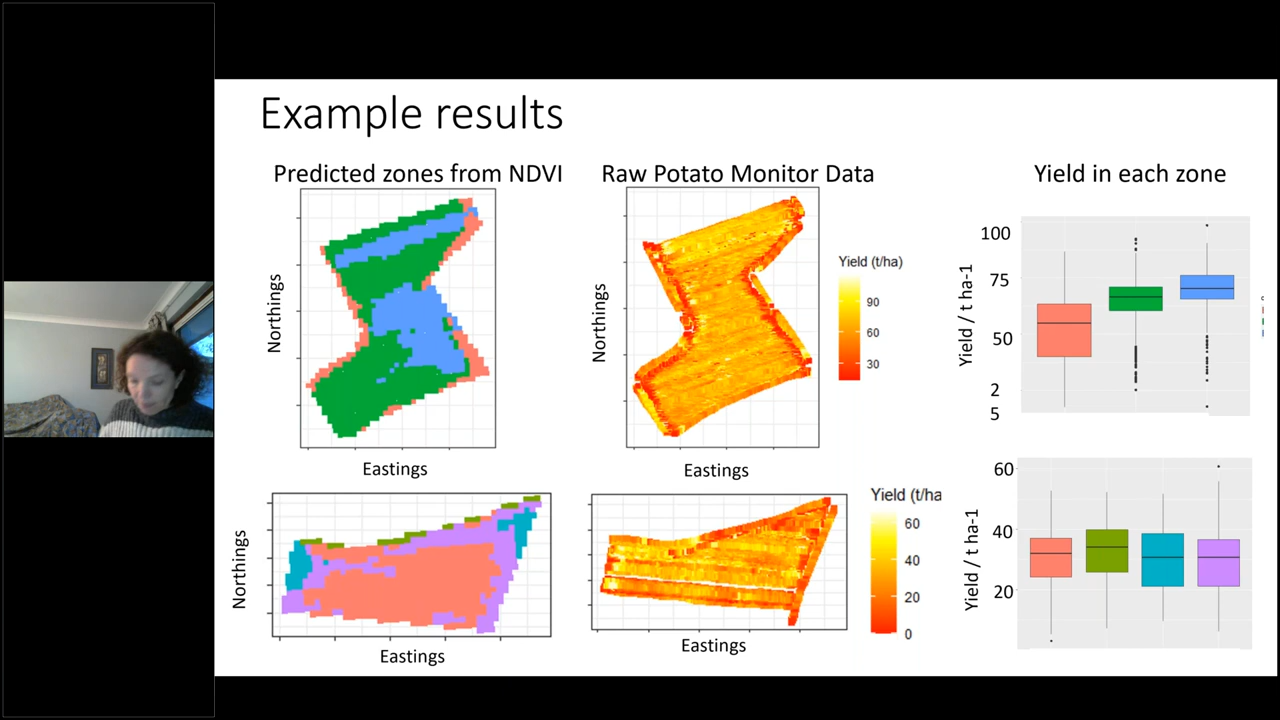 Example results
Predicted zones from NDVI
Raw Potato Monitor Data
Yield in each zone
Northings
Eastings
Northings
Eastings
Yield (t/ha)
90
60
30
Yield / t ha-1
100
75
50
2
5
Northings
Eastings
Eastings
Yield (t/ha
60
40
20
0
Yield / t ha-1
60
40
20